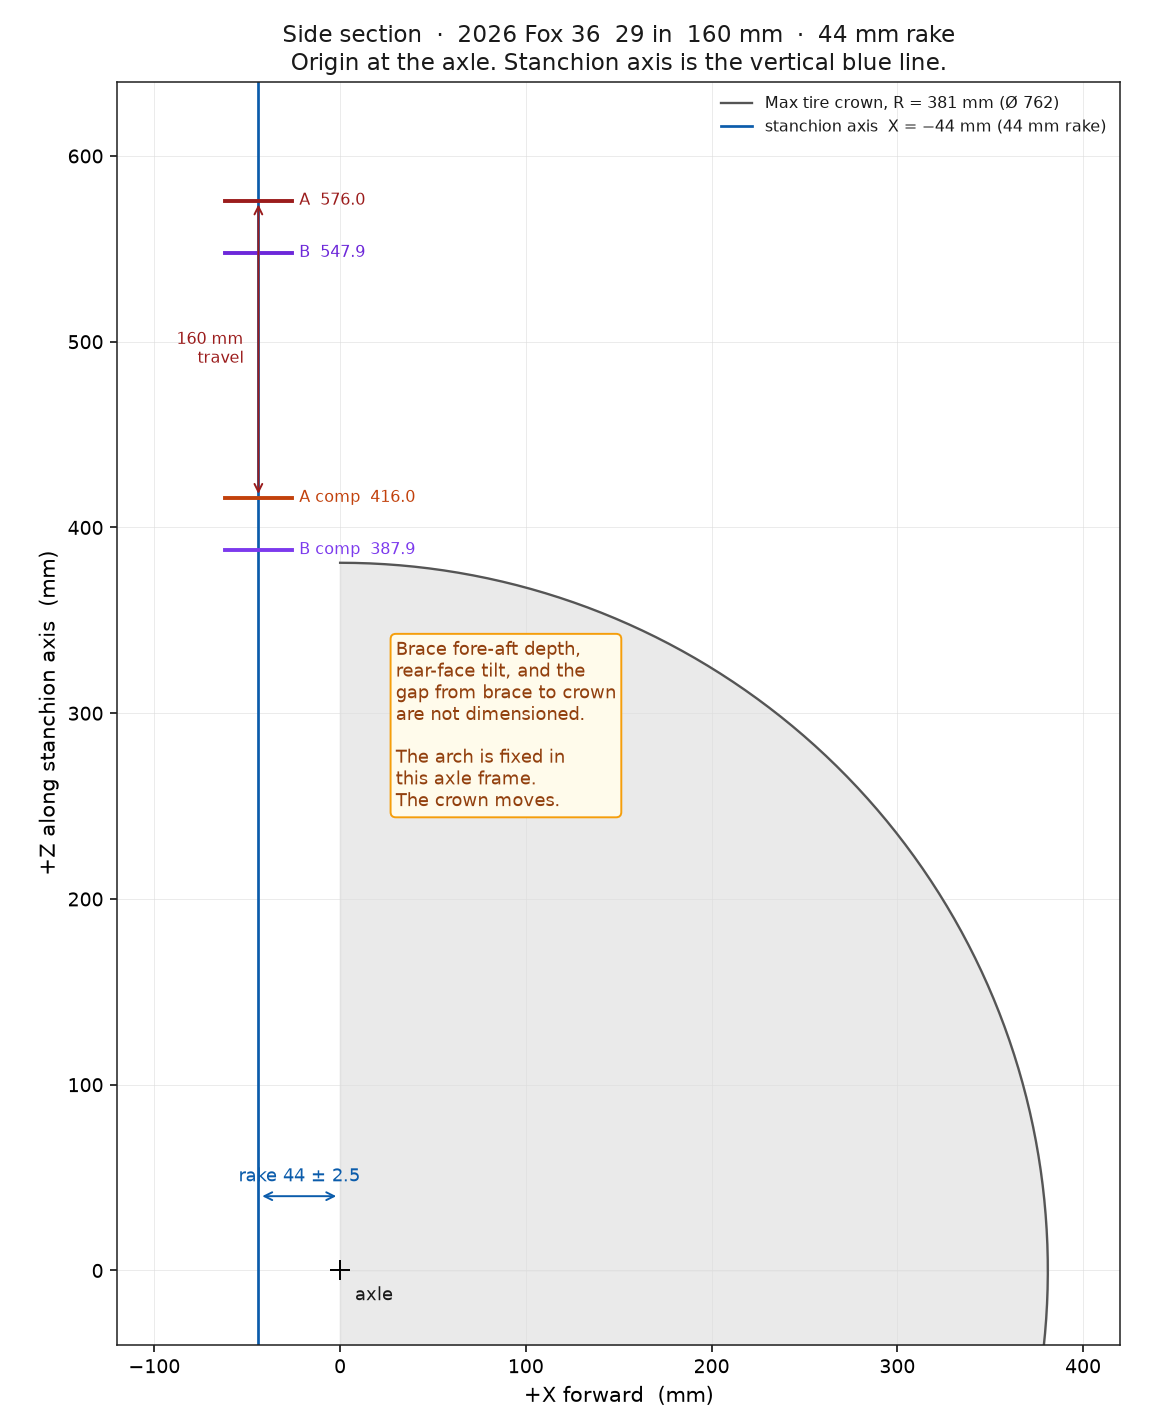 Side section · 2026 Fox 36 29 in 160 mm · 44 mm rake
Origin at the axle. Stanchion axis is the vertical blue line.
Max tire crown, R = 381 mm (Ø 762)
stanchion axis X = −44 mm (44 mm rake)
600
A 576.0
B 547.9
160 mm
travel
500
A comp 416.0
400
B comp 387.9
Brace fore-aft depth,
rear-face tilt, and the
gap from brace to crown
are not dimensioned.
The arch is fixed in
this axle frame.
The crown moves.
300
200
100
rake 44 ± 2.5
0
axle
+Z along stanchion axis (mm)
−100 0 100 200 300 400
+X forward (mm)